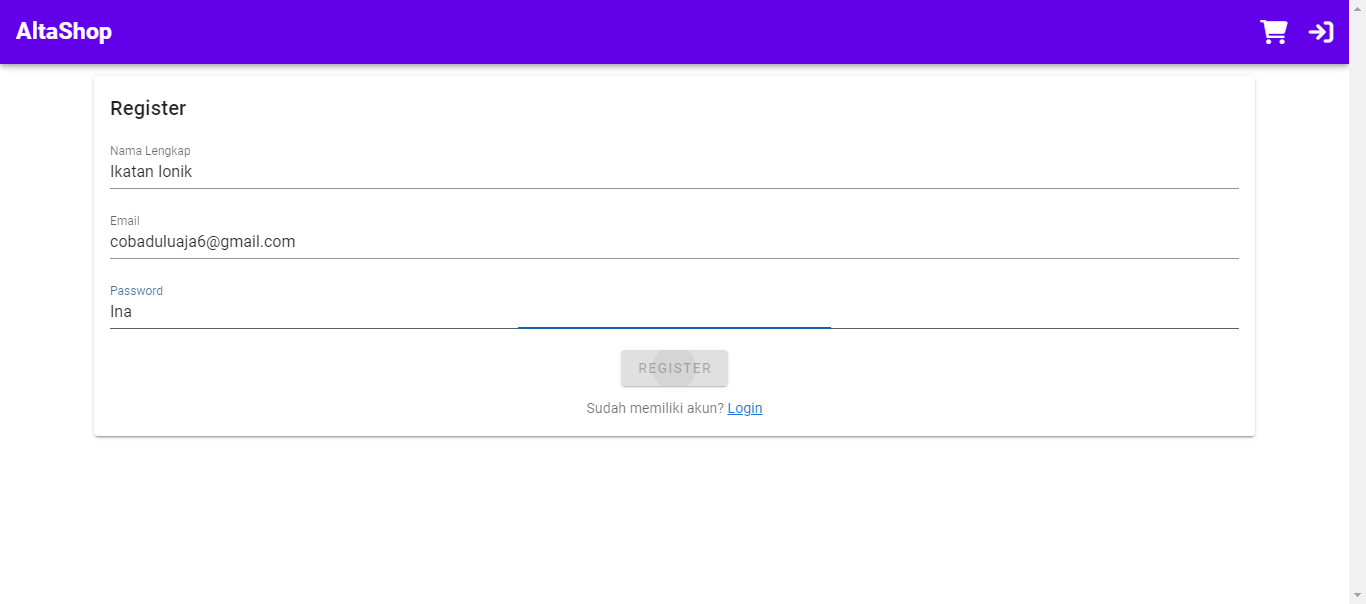 AltaShop
Register
Nama Lengkap
Ikatan Ionik
Email
cobaduluaja6@gmail.com
Password
Ina
REGISTER
Sudah memiliki akun? Login